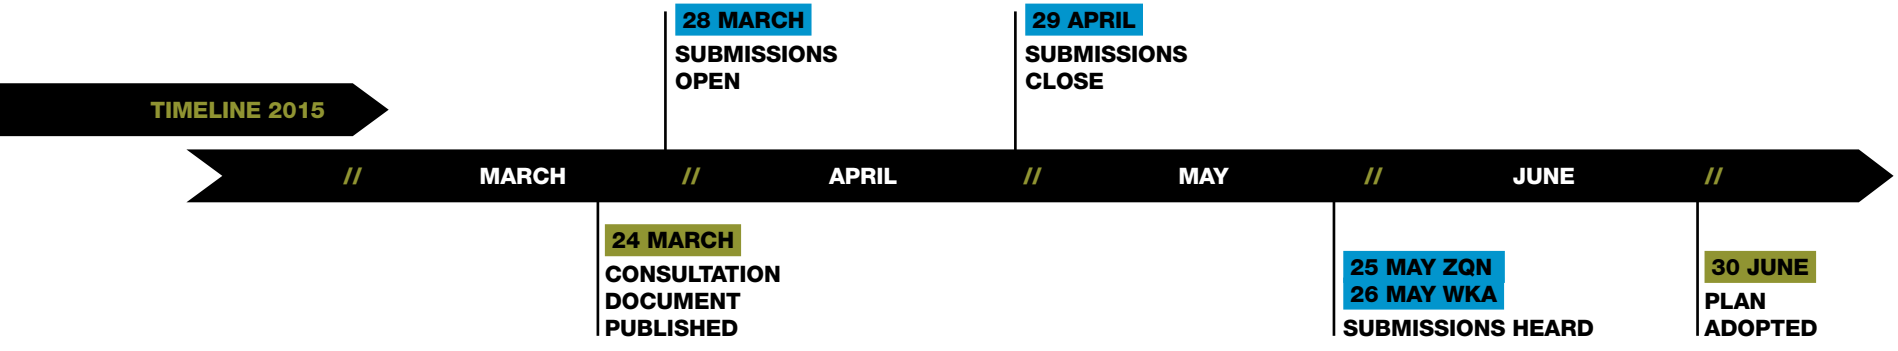 28 MARCH
SUBMISSIONS
OPEN
29 APRIL
SUBMISSIONS
CLOSE
TIMELINE 2015
// MARCH // APRIL // MAY // JUNE //
24 MARCH
CONSULTATION
DOCUMENT
PUBLISHED
25 MAY ZQN
26 MAY WKA
SUBMISSIONS HEARD
30 JUNE
PLAN
ADOPTED